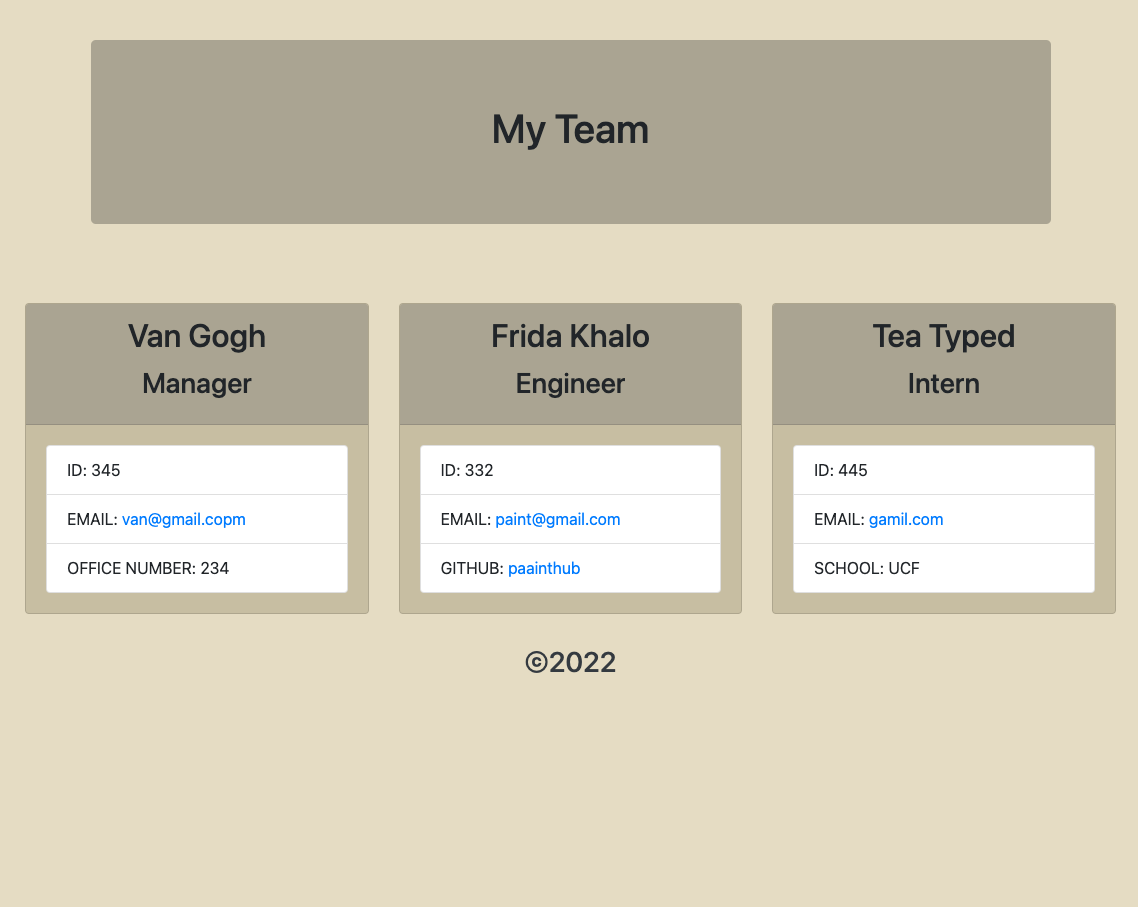 My Team
Van Gogh
Manager
ID: 345
EMAIL: van@gmail.copm
OFFICE NUMBER: 234
Frida Khalo
Engineer
ID: 332
EMAIL: paint@gmail.com
GITHUB: paainthub
Tea Typed
Intern
ID: 445
EMAIL: gamil.com
SCHOOL: UCF
©2022